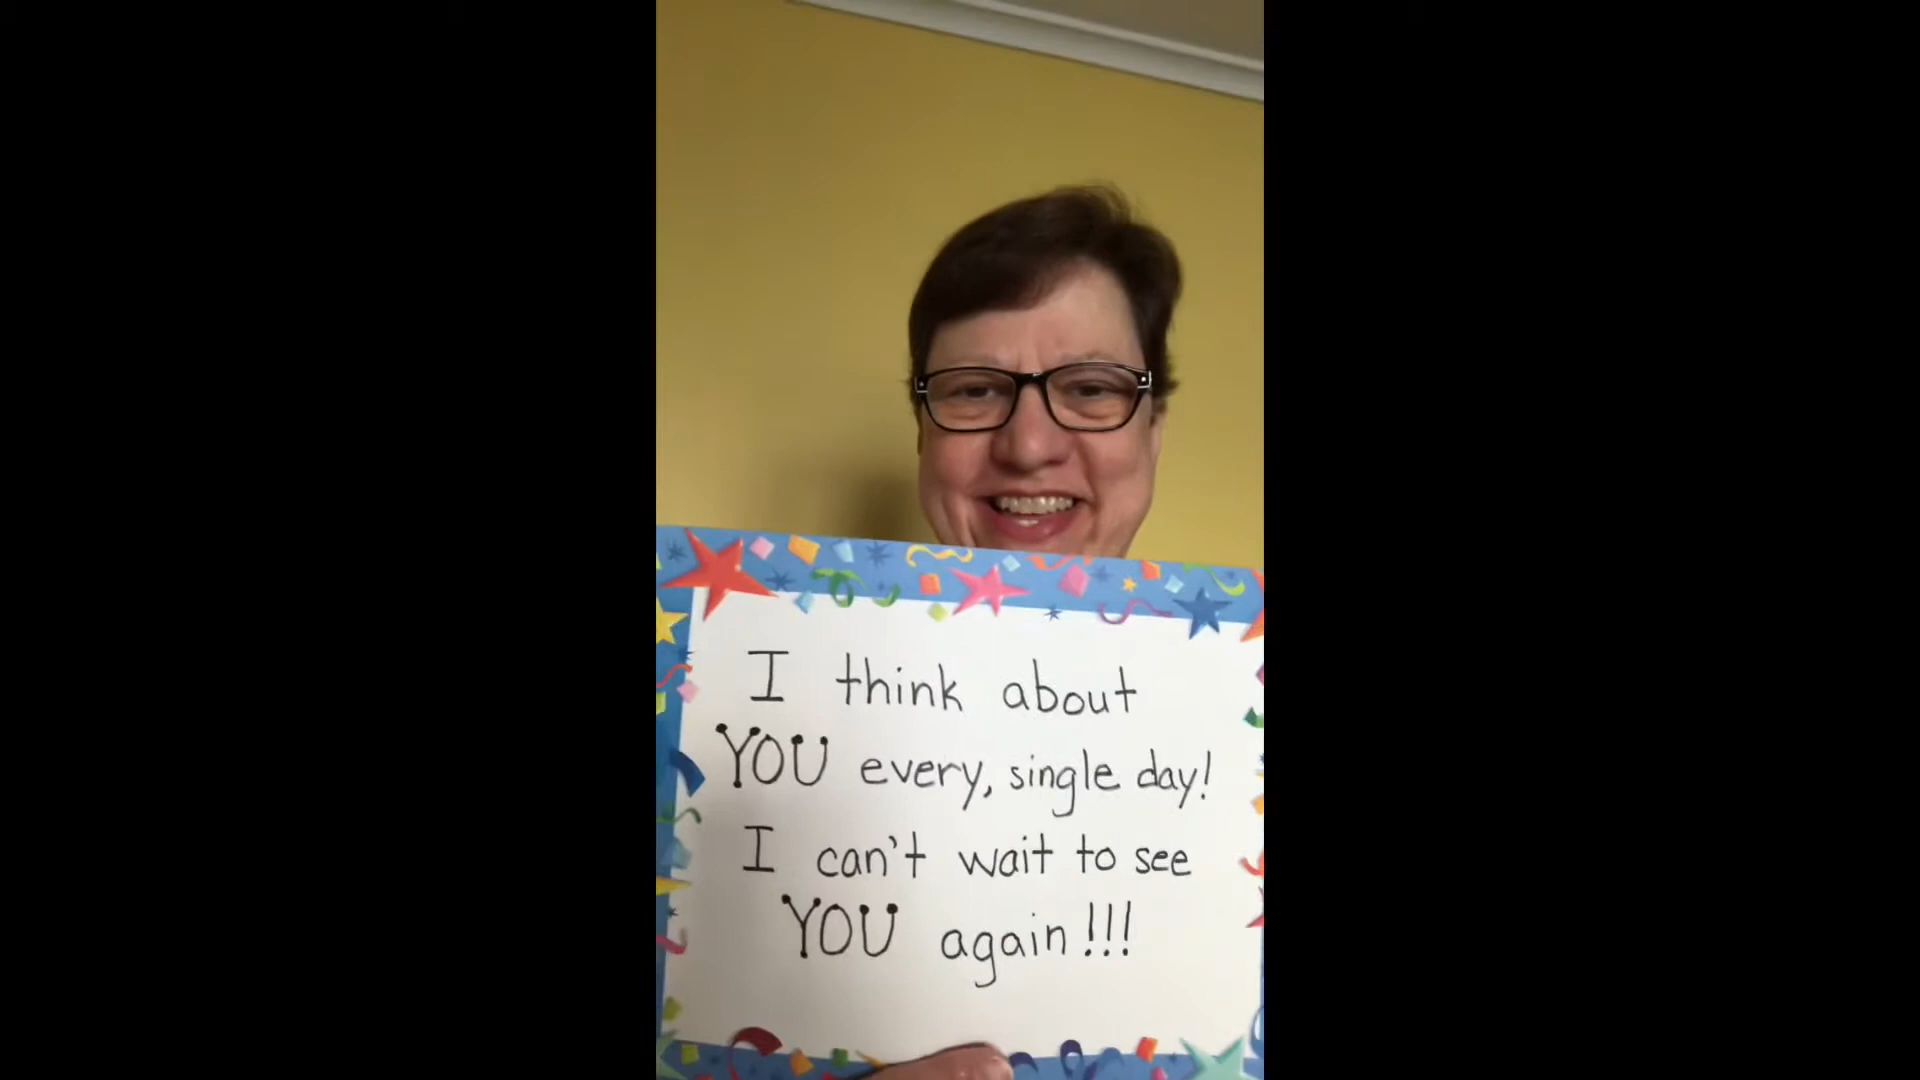 I think about
YOU every, single day!
I can't wait to see
YOU again!!!